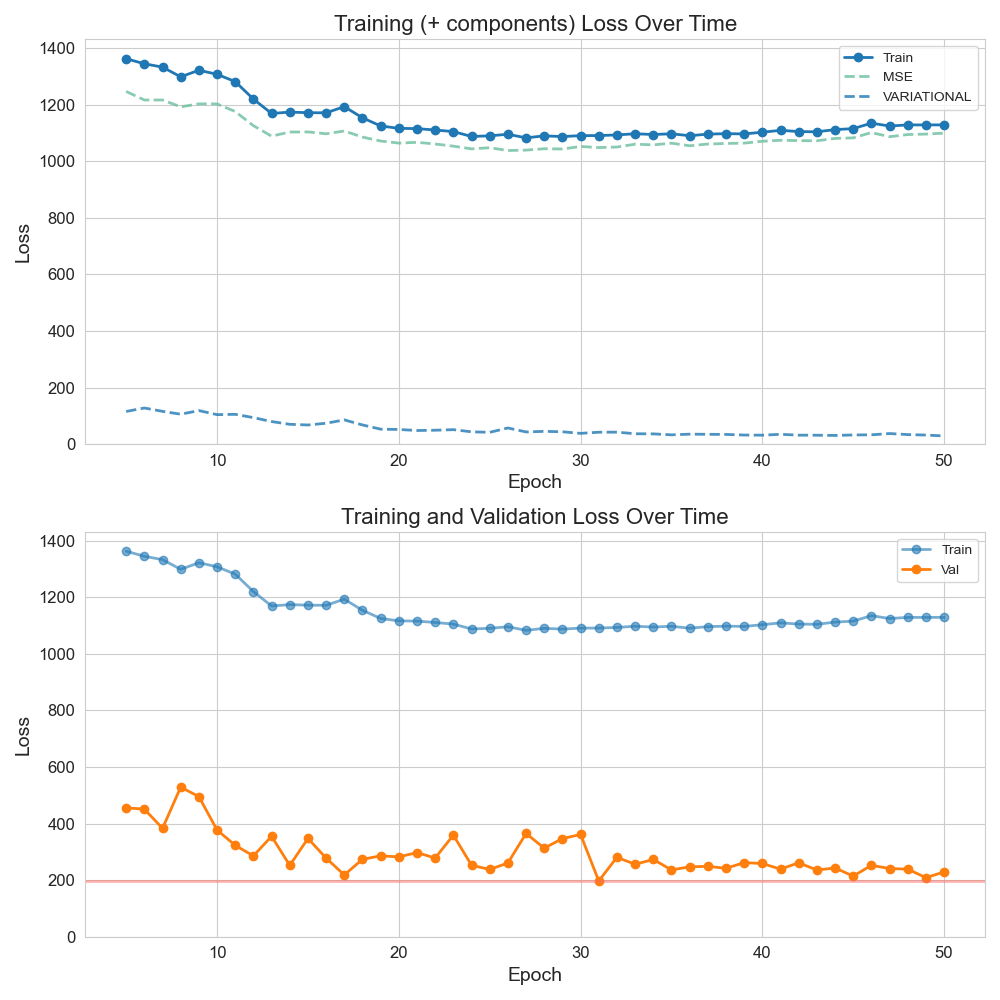 Training (+ components) Loss Over Time
1400
1200
1000
800
600
400
200
0
Loss
Train
MSE
VARIATIONAL
10 20 30 40 50
Epoch
Training and Validation Loss Over Time
1400
1200
1000
800
600
400
200
0
Loss
Train
Val
10 20 30 40 50
Epoch